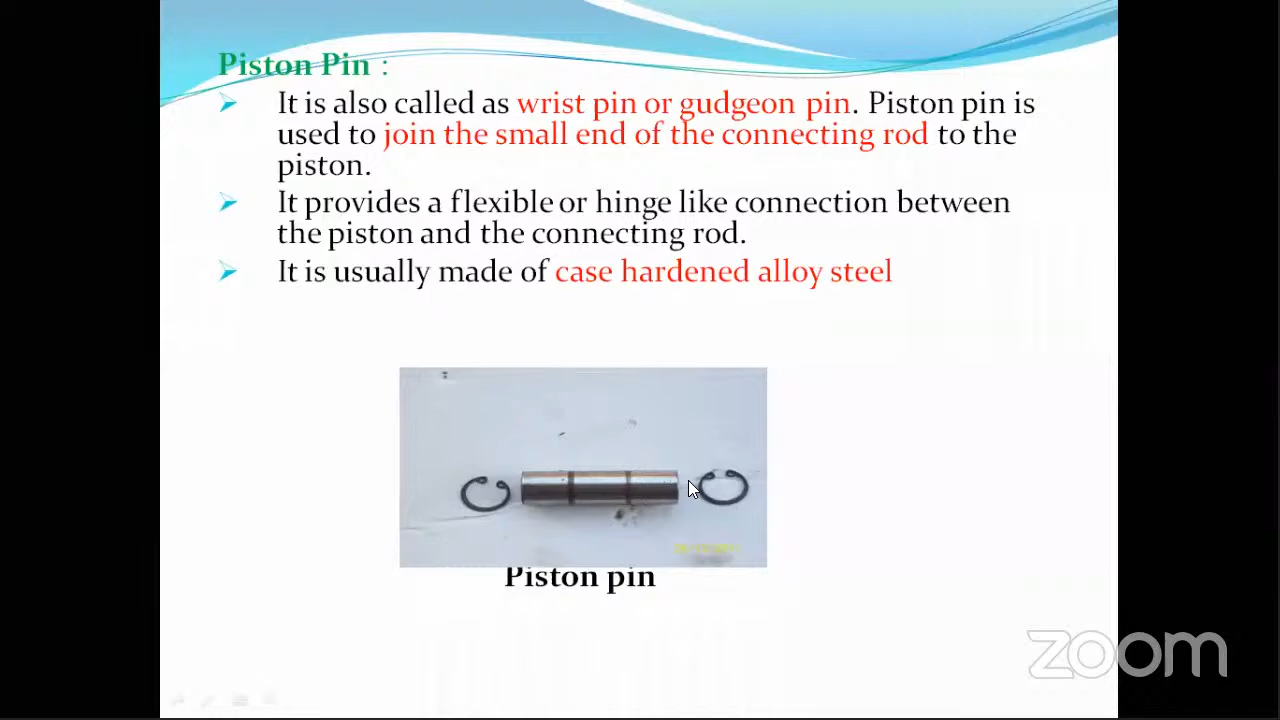 Piston Pin :
It is also called as wrist pin or gudgeon pin. Piston pin is
used to join the small end of the connecting rod to the
piston.
It provides a flexible or hinge like connection between
the piston and the connecting rod.
It is usually made of case hardened alloy steel
Piston pin
zoom